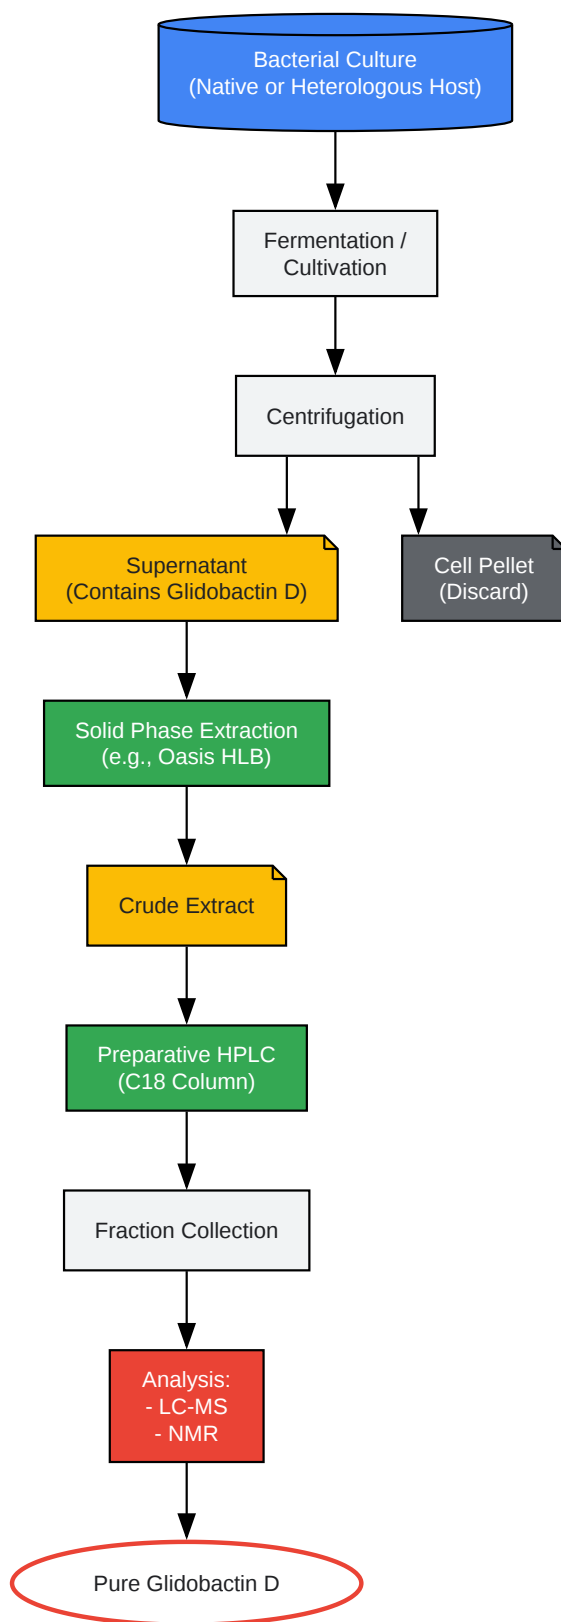 Bacterial Culture
(Native or Heterologous Host)
Fermentation /
Cultivation
Centrifugation
Supernatant
(Contains Glidobactin D)
Cell Pellet
(Discard)
Solid Phase Extraction
(e.g., Oasis HLB)
Crude Extract
Preparative HPLC
(C18 Column)
Fraction Collection
Analysis:
- LC-MS
- NMR
Pure Glidobactin D